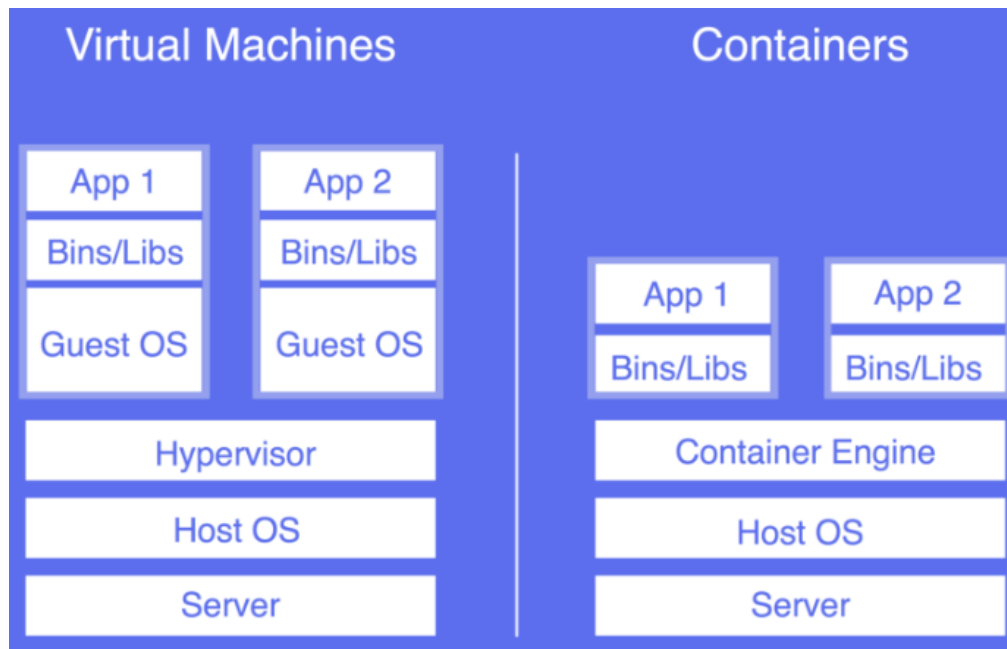 Virtual Machines
Containers
App 1
App 2
Bins/Libs
Bins/Libs
Guest OS
Guest OS
Hypervisor
Host OS
Server
App 1
App 2
Bins/Libs
Bins/Libs
Container Engine
Host OS
Server